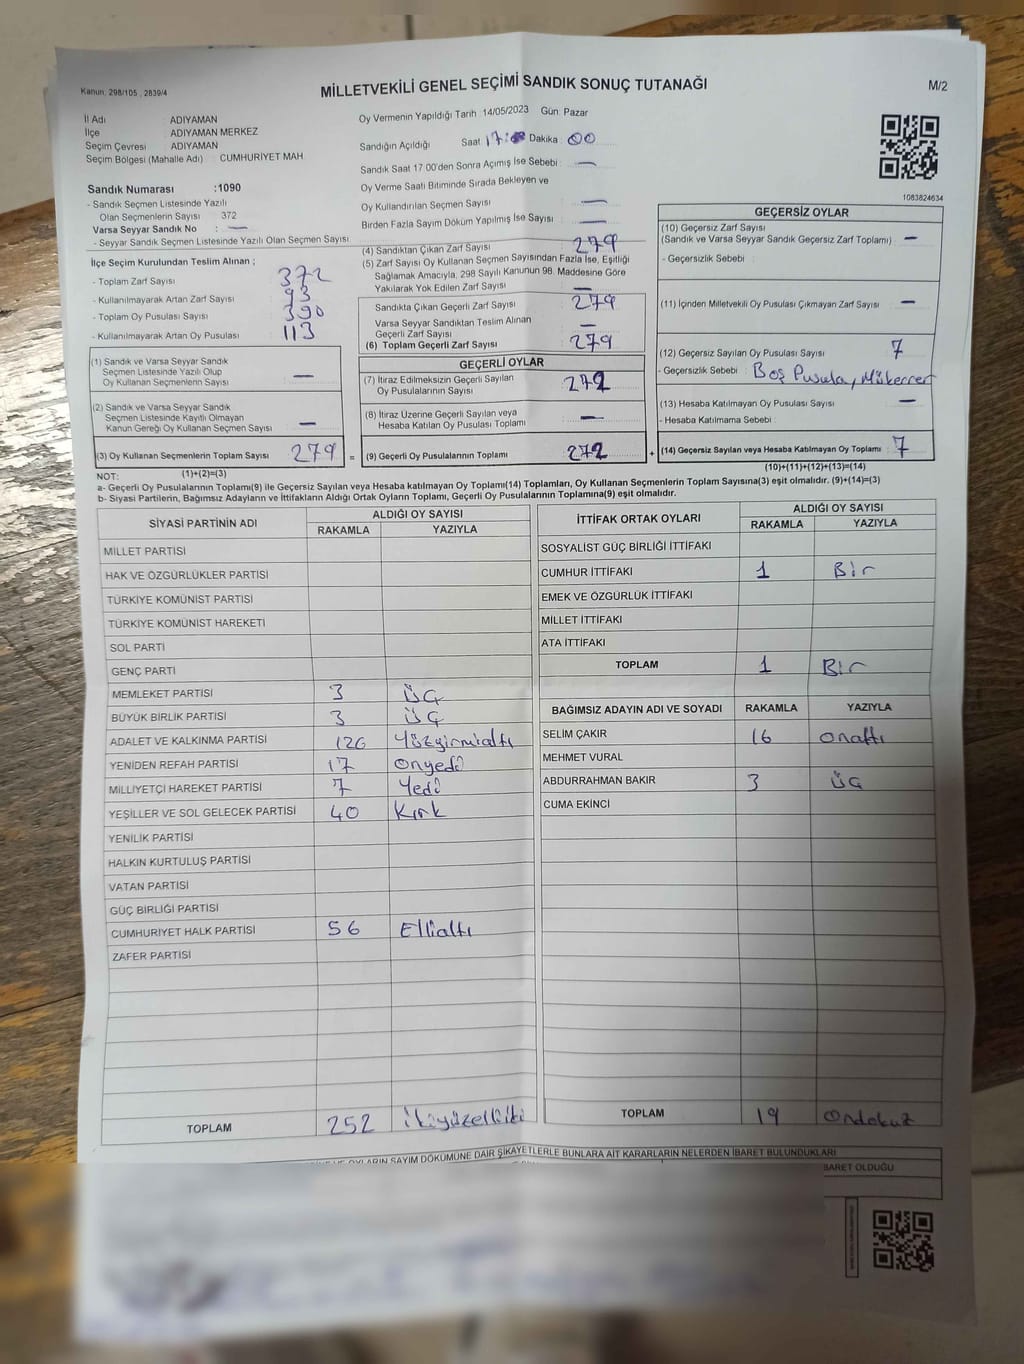 Kanun: 298/105 , 2839/4
MİLLETVEKİLİ GENEL SEÇİMİ SANDIK SONUÇ TUTANAĞI
M/2
İl Adı ADIYAMAN
İlçe ADIYAMAN MERKEZ
Seçim Çevresi ADIYAMAN
Seçim Bölgesi (Mahalle Adı) CUMHURİYET MAH
Sandık Numarası :1090
- Sandık Seçmen Listesinde Yazılı
Olan Seçmenlerin Sayısı 372
Varsa Seyyar Sandık No : —
- Seyyar Sandık Seçmen Listesinde Yazılı Olan Seçmen Sayısı
İlçe Seçim Kurulundan Teslim Alınan ;
- Toplam Zarf Sayısı 372
- Kullanılmayarak Artan Zarf Sayısı 93
- Toplam Oy Pusulası Sayısı 390
- Kullanılmayarak Artan Oy Pusulası 113
(1) Sandık ve Varsa Seyyar Sandık
Seçmen Listesinde Yazılı Olup
Oy Kullanan Seçmenlerin Sayısı —
(2) Sandık ve Varsa Seyyar Sandık
Seçmen Listesinde Kayıtlı Olmayan
Kanun Gereği Oy Kullanan Seçmen Sayısı —
(3) Oy Kullanan Seçmenlerin Toplam Sayısı 279
Oy Vermenin Yapıldığı Tarih 14/05/2023 Gün: Pazar
Sandığın Açıldığı Saat 17: Dakika : 00
Sandık Saat 17:00'den Sonra Açımış İse Sebebi : —
Oy Verme Saati Bitiminde Sırada Bekleyen ve
Oy Kullandırılan Seçmen Sayısı —
Birden Fazla Sayım Döküm Yapılmış İse Sayısı —
(4) Sandıktan Çıkan Zarf Sayısı 279
(5) Zarf Sayısı Oy Kullanan Seçmen Sayısından Fazla İse, Eşitliği
Sağlamak Amacıyla, 298 Sayılı Kanunun 98. Maddesine Göre
Yakılarak Yok Edilen Zarf Sayısı —
Sandıkta Çıkan Geçerli Zarf Sayısı 279
Varsa Seyyar Sandıktan Teslim Alınan
Geçerli Zarf Sayısı —
(6) Toplam Geçerli Zarf Sayısı 279
GEÇERLİ OYLAR
(7) İtiraz Edilmeksizin Geçerli Sayılan
Oy Pusulalarının Sayısı 272
(8) İtiraz Üzerine Geçerli Sayılan veya
Hesaba Katılan Oy Pusulası Toplamı —
= (9) Geçerli Oy Pusulalarının Toplamı 272
1083824634
GEÇERSİZ OYLAR
(10) Geçersiz Zarf Sayısı
(Sandık ve Varsa Seyyar Sandık Geçersiz Zarf Toplamı) —
- Geçersizlik Sebebi :
(11) İçinden Milletvekili Oy Pusulası Çıkmayan Zarf Sayısı —
(12) Geçersiz Sayılan Oy Pusulası Sayısı 7
- Geçersizlik Sebebi : Boş Pusula, Mükerrer
(13) Hesaba Katılmayan Oy Pusulası Sayısı —
- Hesaba Katılmama Sebebi :
+ (14) Geçersiz Sayılan veya Hesaba Katılmayan Oy Toplamı 7
(10)+(11)+(12)+(13)=(14)
NOT: (1)+(2)=(3)
a- Geçerli Oy Pusulalarının Toplamı(9) ile Geçersiz Sayılan veya Hesaba katılmayan Oy Toplamı(14) Toplamları, Oy Kullanan Seçmenlerin Toplam Sayısına(3) eşit olmalıdır. (9)+(14)=(3)
b- Siyasi Partilerin, Bağımsız Adayların ve İttifakların Aldığı Ortak Oyların Toplamı, Geçerli Oy Pusulalarının Toplamına(9) eşit olmalıdır.
SİYASİ PARTİNİN ADI ALDIĞI OY SAYISI
RAKAMLA YAZIYLA
MİLLET PARTİSİ
HAK VE ÖZGÜRLÜKLER PARTİSİ
TÜRKİYE KOMÜNİST PARTİSİ
TÜRKİYE KOMÜNİST HAREKETİ
SOL PARTİ
GENÇ PARTİ
MEMLEKET PARTİSİ 3 üç
BÜYÜK BİRLİK PARTİSİ 3 üç
ADALET VE KALKINMA PARTİSİ 126 Yüzyirmialtı
YENİDEN REFAH PARTİSİ 17 onyedi
MİLLİYETÇİ HAREKET PARTİSİ 7 Yedi
YEŞİLLER VE SOL GELECEK PARTİSİ 40 Kırk
YENİLİK PARTİSİ
HALKIN KURTULUŞ PARTİSİ
VATAN PARTİSİ
GÜÇ BİRLİĞİ PARTİSİ
CUMHURİYET HALK PARTİSİ 56 Ellialtı
ZAFER PARTİSİ
TOPLAM 252 ikiyüzelliiki
İTTİFAK ORTAK OYLARI ALDIĞI OY SAYISI
RAKAMLA YAZIYLA
SOSYALİST GÜÇ BİRLİĞİ İTTİFAKI
CUMHUR İTTİFAKI 1 Bir
EMEK VE ÖZGÜRLÜK İTTİFAKI
MİLLET İTTİFAKI
ATA İTTİFAKI
TOPLAM 1 Bir
BAĞIMSIZ ADAYIN ADI VE SOYADI RAKAMLA YAZIYLA
SELİM ÇAKIR 16 onaltı
MEHMET VURAL
ABDURRAHMAN BAKIR 3 üç
CUMA EKİNCİ
TOPLAM 19 ondokuz
OYLARIN SAYIM DÖKÜMÜNE DAİR ŞİKAYETLERLE BUNLARA AİT KARARLARIN NELERDEN İBARET BULUNDUKLARI
İBARET OLDUĞU